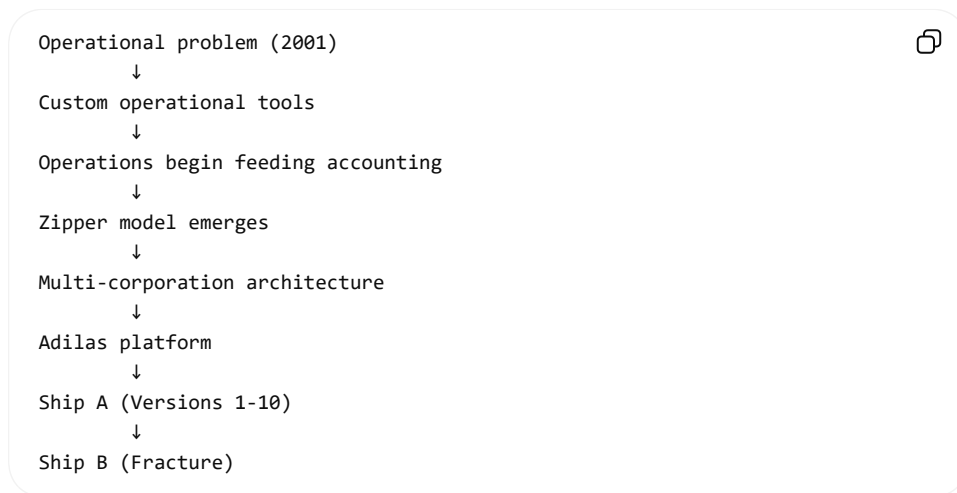 Operational problem (2001)
↓
Custom operational tools
↓
Operations begin feeding accounting
↓
Zipper model emerges
↓
Multi-corporation architecture
↓
Adilas platform
↓
Ship A (Versions 1-10)
↓
Ship B (Fracture)